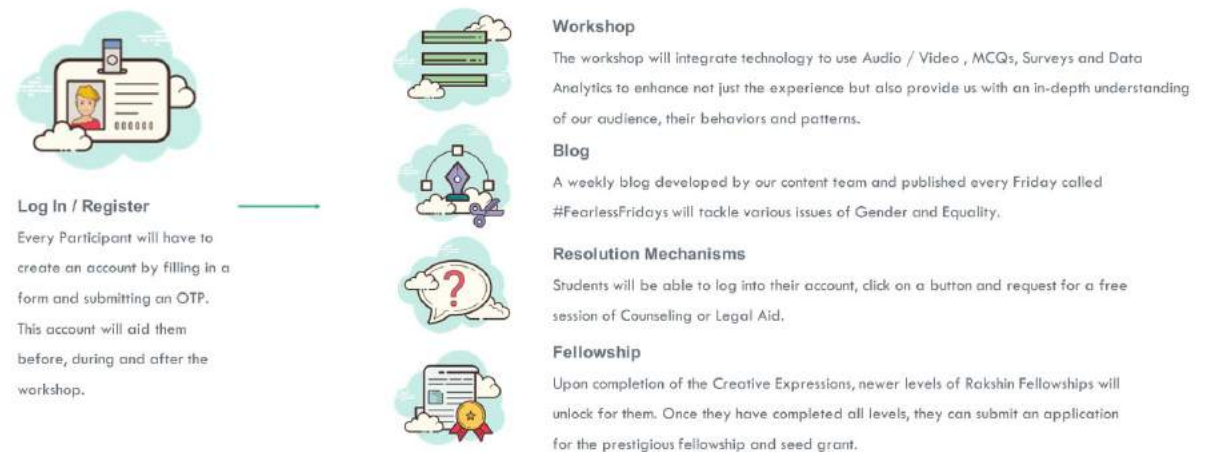 Log In / Register
Every Participant will have to
create an account by filling in a
form and submitting an OTP.
This account will aid them
before, during and after the
workshop.
Workshop
The workshop will integrate technology to use Audio / Video , MCQs, Surveys and Data
Analytics to enhance not just the experience but also provide us with an in-depth understanding
of our audience, their behaviors and patterns.
Blog
A weekly blog developed by our content team and published every Friday called
#FearlessFridays will tackle various issues of Gender and Equality.
Resolution Mechanisms
Students will be able to log into their account, click on a button and request for a free
session of Counseling or Legal Aid.
Fellowship
Upon completion of the Creative Expressions, newer levels of Rakshin Fellowships will
unlock for them. Once they have completed all levels, they can submit an application
for the prestigious fellowship and seed grant.